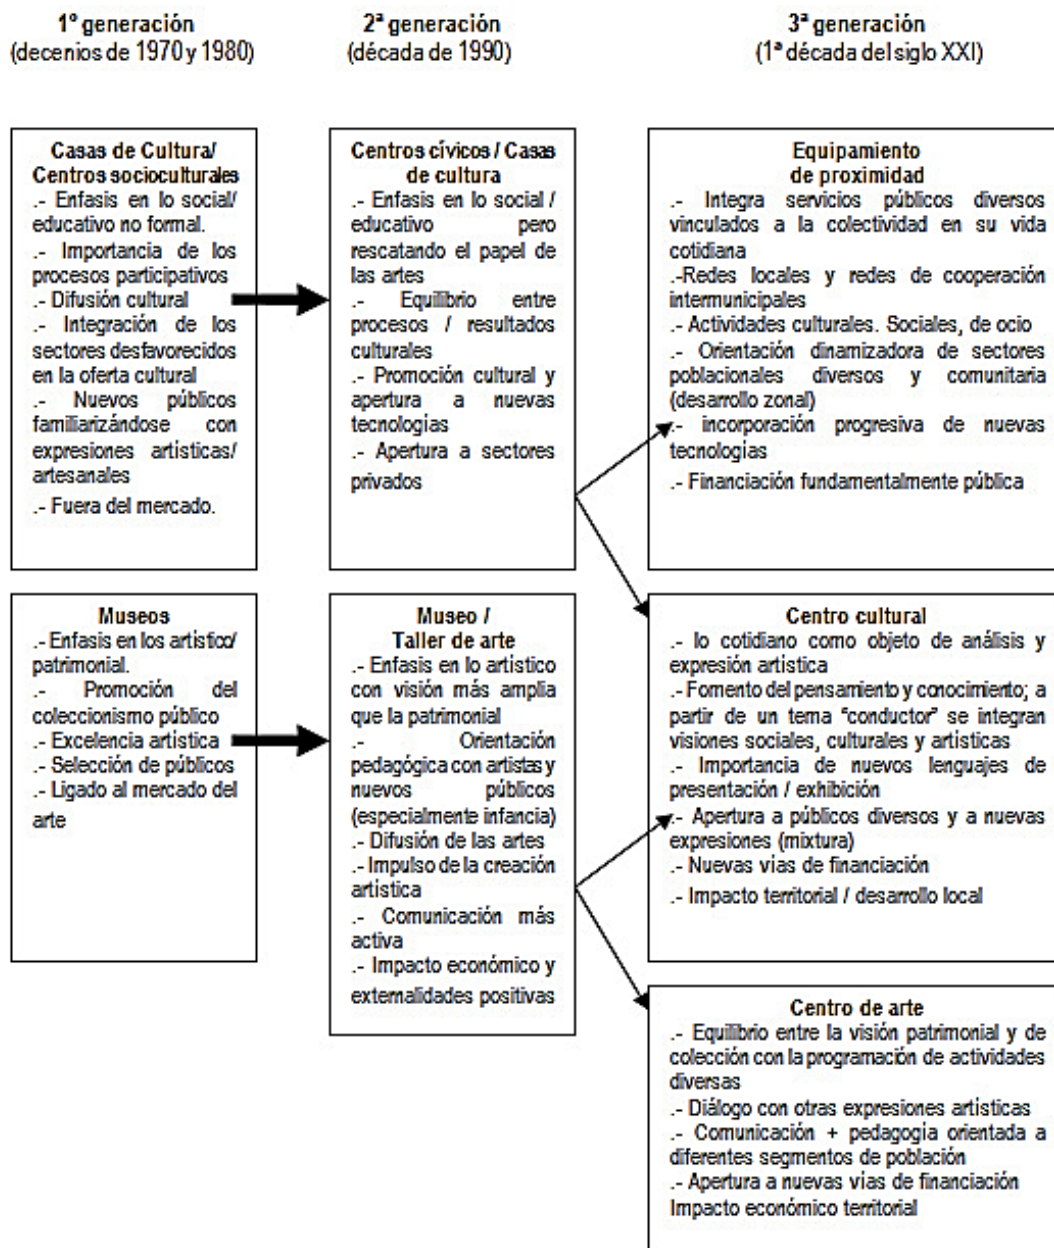 1º generación
(decenios de 1970 y 1980)
2ª generación
(década de 1990)
3ª generación
(1ª década del siglo XXI)
Casas de Cultura/
Centros socioculturales
.- Enfasis en lo social/
educativo no formal.
.- Importancia de los
procesos participativos
.- Difusión cultural
.- Integración de los
sectores desfavorecidos
en la oferta cultural
.- Nuevos públicos
familiarizándose con
expresiones artísticas/
artesanales
.- Fuera del mercado.
Centros cívicos / Casas
de cultura
.- Enfasis en lo social /
educativo pero
rescatando el papel de
las artes
.- Equilibrio entre
procesos / resultados
culturales
.- Promoción cultural y
apertura a nuevas
tecnologías
.- Apertura a sectores
privados
Equipamiento
de proximidad
.- Integra servicios públicos diversos
vinculados a la colectividad en su vida
cotidiana
.-Redes locales y redes de cooperación
intermunicipales
.- Actividades culturales. Sociales, de ocio
.- Orientación dinamizadora de sectores
poblacionales diversos y comunitaria
(desarrollo zonal)
.- incorporación progresiva de nuevas
tecnologías
.- Financiación fundamentalmente pública
Museos
.- Enfasis en los artístico/
patrimonial.
.- Promoción del
coleccionismo público
.- Excelencia artística
.- Selección de públicos
.- Ligado al mercado del
arte
Museo /
Taller de arte
.- Enfasis en lo artístico
con visión más amplia
que la patrimonial
.- Orientación
pedagógica con artistas y
nuevos públicos
(especialmente infancia)
.- Difusión de las artes
.- Impulso de la creación
artística
.- Comunicación más
activa
.- Impacto económico y
externalidades positivas
Centro cultural
.- lo cotidiano como objeto de análisis y
expresión artística
.- Fomento del pensamiento y conocimiento; a
partir de un tema "conductor" se integran
visiones sociales, culturales y artísticas
.- Importancia de nuevos lenguajes de
presentación / exhibición
.- Apertura a públicos diversos y a nuevas
expresiones (mixtura)
.- Nuevas vías de financiación
.- Impacto territorial / desarrollo local
Centro de arte
.- Equilibrio entre la visión patrimonial y de
colección con la programación de actividades
diversas
.- Diálogo con otras expresiones artísticas
.- Comunicación + pedagogía orientada a
diferentes segmentos de población
.- Apertura a nuevas vías de financiación
Impacto económico territorial